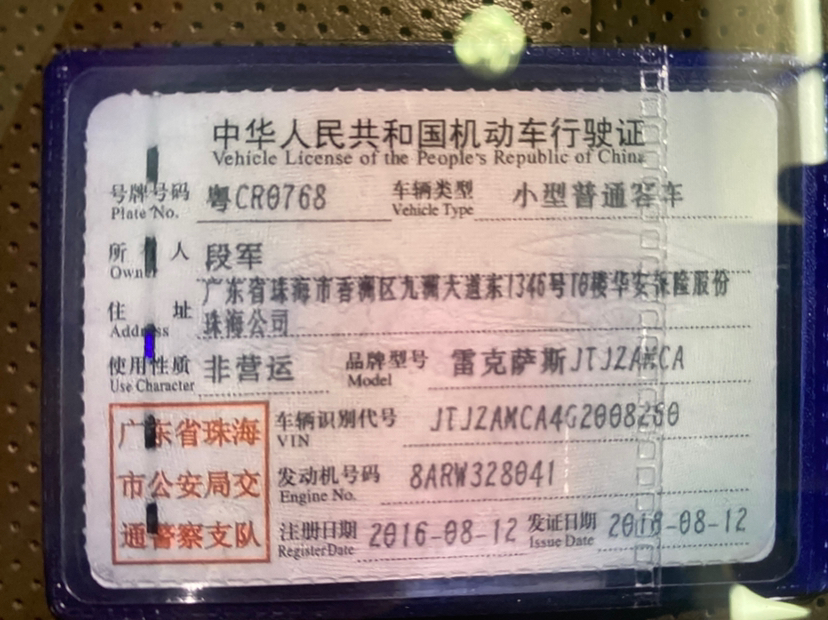 中华人民共和国机动车行驶证
Vehicle License of the People's Republic of China
号牌号码 粤CR0768 车辆类型 小型普通客车
Plate No. Vehicle Type
所有人 段军
Owner
住址 广东省珠海市香洲区九洲大道东1346号10楼华安保险股份
Address 珠海公司
使用性质 非营运 品牌型号 雷克萨斯JTJZAMCA
Use Character Model
广东省珠海 车辆识别代号 JTJZAMCA4G2008260
VIN
市公安局交 发动机号码 8ARW328041
Engine No.
通警察支队 注册日期 2016-08-12 发证日期 2016-08-12
Register Date Issue Date